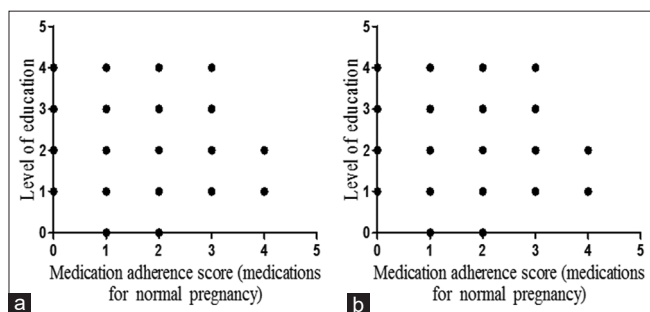 5
4
3
2
1
0
Level of education
0 1 2 3 4 5
Medication adherence score (medications
for normal pregnancy)
a
5
4
3
2
1
0
Level of education
0 1 2 3 4 5
Medication adherence score (medications
for normal pregnancy)
b